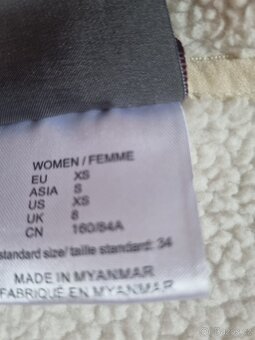 WOMEN / FEMME
EU XS
ASIA S
US XS
UK 8
CN 160/84A
standard size/ taille standard: 34
MADE IN MYANMAR
FABRIQUÉ EN MYANMAR